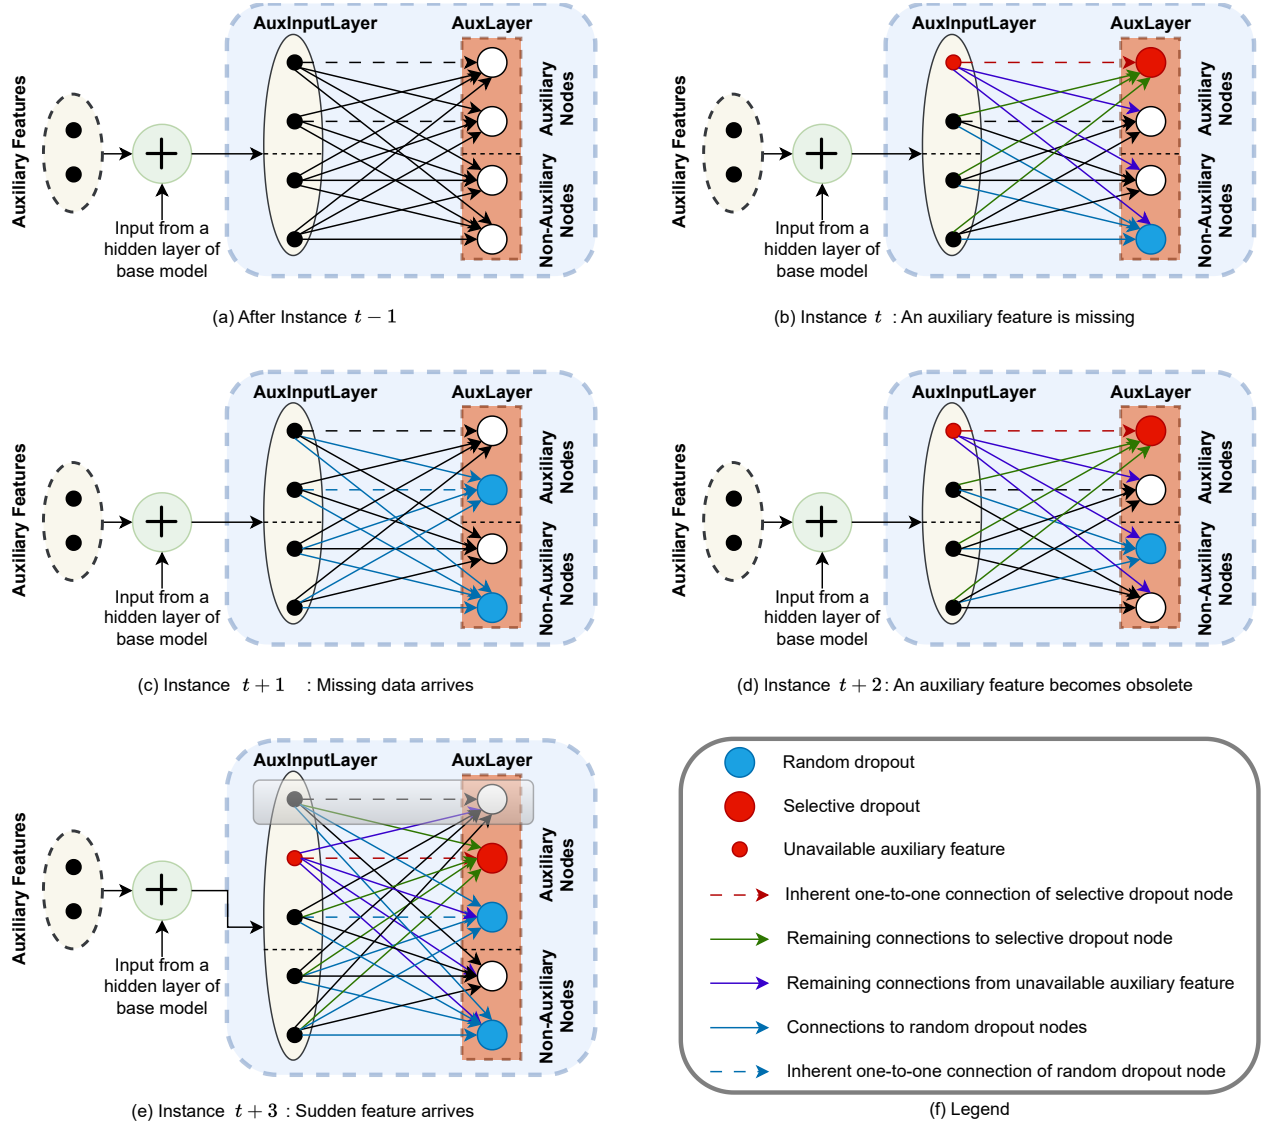 AuxInputLayer
AuxLayer
Auxiliary Features
Auxiliary
Nodes
Non-Auxiliary
Nodes
Input from a
hidden layer of
base model
(a) After Instance t − 1
AuxInputLayer
AuxLayer
Auxiliary Features
Auxiliary
Nodes
Non-Auxiliary
Nodes
Input from a
hidden layer of
base model
(b) Instance t : An auxiliary feature is missing
AuxInputLayer
AuxLayer
Auxiliary Features
Auxiliary
Nodes
Non-Auxiliary
Nodes
Input from a
hidden layer of
base model
(c) Instance t + 1 : Missing data arrives
AuxInputLayer
AuxLayer
Auxiliary Features
Auxiliary
Nodes
Non-Auxiliary
Nodes
Input from a
hidden layer of
base model
(d) Instance t + 2 : An auxiliary feature becomes obsolete
AuxInputLayer
AuxLayer
Auxiliary Features
Auxiliary
Nodes
Non-Auxiliary
Nodes
Input from a
hidden layer of
base model
(e) Instance t + 3 : Sudden feature arrives
Random dropout
Selective dropout
Unavailable auxiliary feature
Inherent one-to-one connection of selective dropout node
Remaining connections to selective dropout node
Remaining connections from unavailable auxiliary feature
Connections to random dropout nodes
Inherent one-to-one connection of random dropout node
(f) Legend